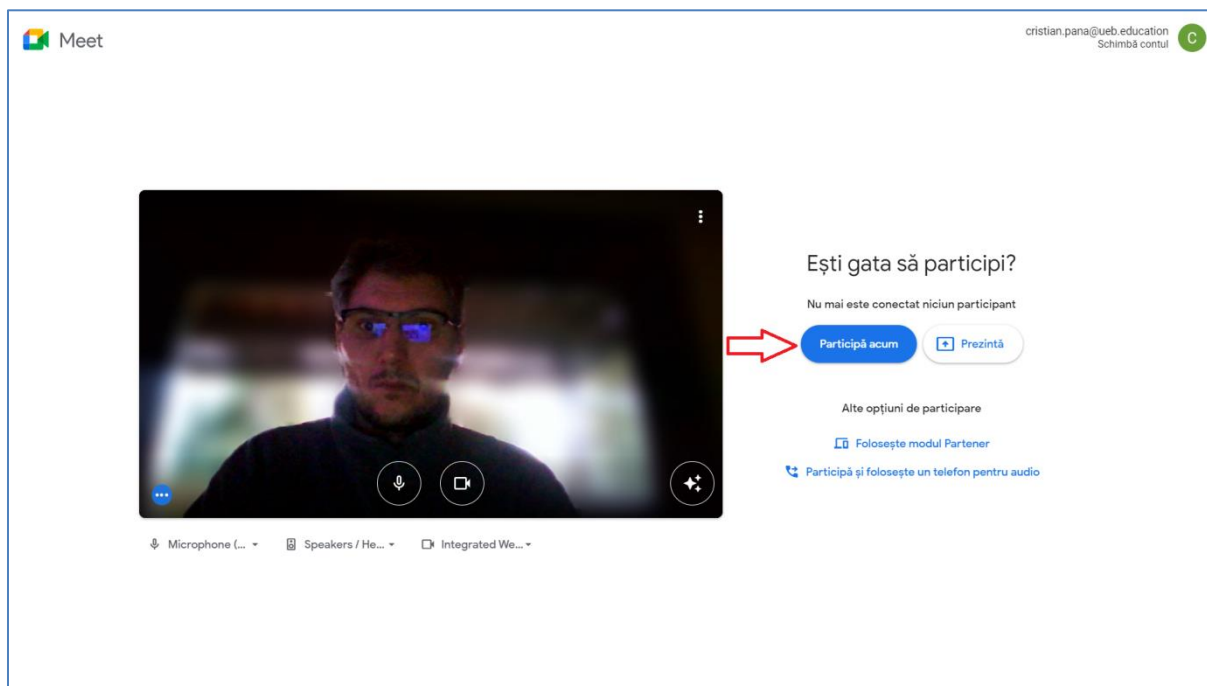 Meet
cristian.pana@ueb.education
Schimbă contul
C
Ești gata să participi?
Nu mai este conectat niciun participant
Participă acum
Prezintă
Alte opțiuni de participare
Folosește modul Partener
Participă și folosește un telefon pentru audio
Microphone (...
Speakers / He...
Integrated We...